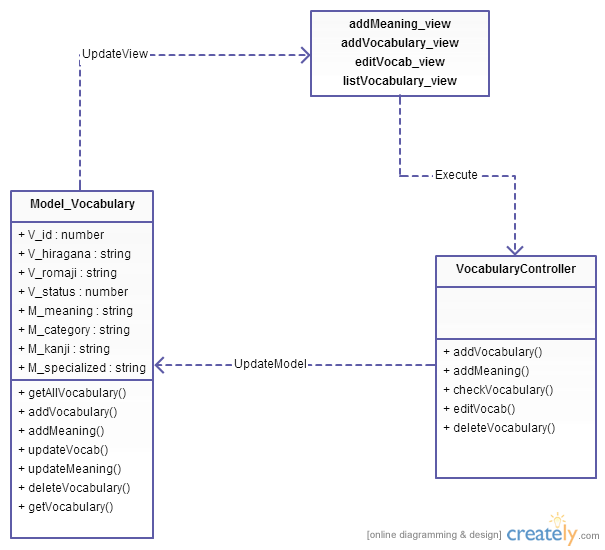 addMeaning_view
addVocabulary_view
editVocab_view
listVocabulary_view
UpdateView
Execute
Model_Vocabulary
+ V_id : number
+ V_hiragana : string
+ V_romaji : string
+ V_status : number
+ M_meaning : string
+ M_category : string
+ M_kanji : string
+ M_specialized : string
+ getAllVocabulary()
+ addVocabulary()
+ addMeaning()
+ updateVocab()
+ updateMeaning()
+ deleteVocabulary()
+ getVocabulary()
UpdateModel
VocabularyController
+ addVocabulary()
+ addMeaning()
+ checkVocabulary()
+ editVocab()
+ deleteVocabulary()
[online diagramming & design] creately.com